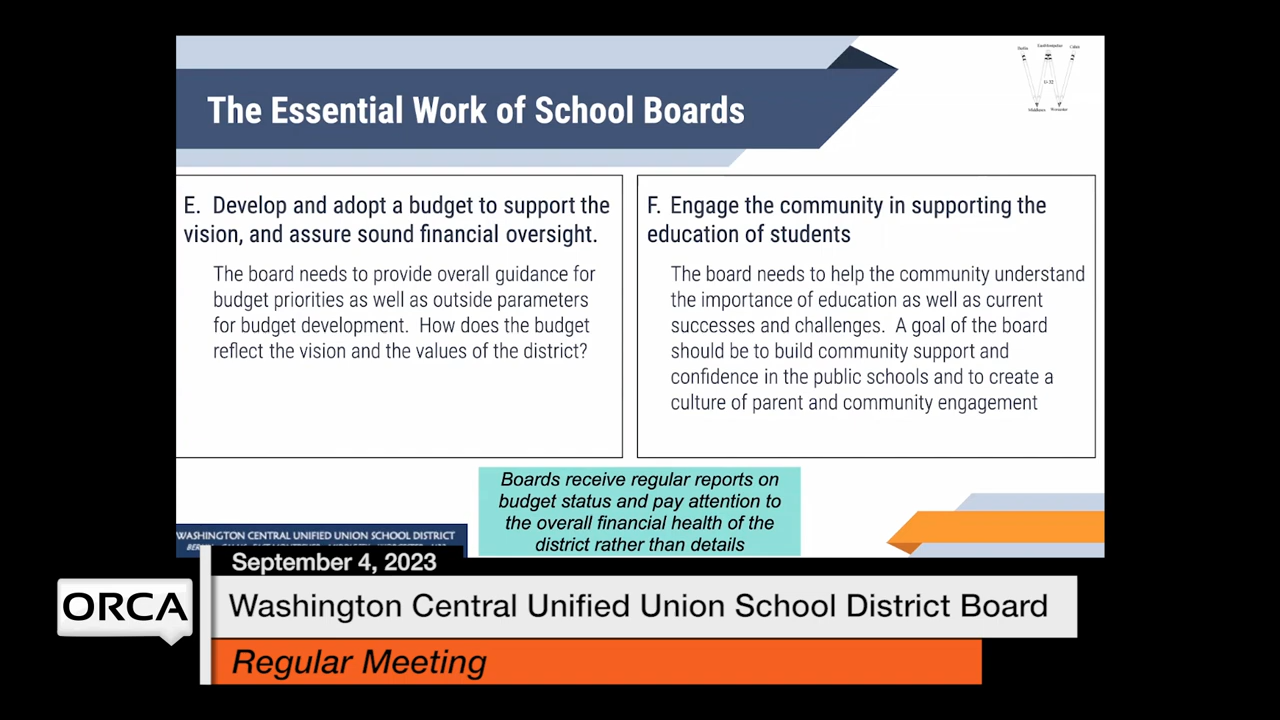 The Essential Work of School Boards
U-32
E. Develop and adopt a budget to support the
vision, and assure sound financial oversight.
The board needs to provide overall guidance for
budget priorities as well as outside parameters
for budget development. How does the budget
reflect the vision and the values of the district?
F. Engage the community in supporting the
education of students
The board needs to help the community understand
the importance of education as well as current
successes and challenges. A goal of the board
should be to build community support and
confidence in the public schools and to create a
culture of parent and community engagement
Boards receive regular reports on
budget status and pay attention to
the overall financial health of the
district rather than details
WASHINGTON CENTRAL UNIFIED UNION SCHOOL DISTRICT
September 4, 2023
ORCA
Washington Central Unified Union School District Board
Regular Meeting